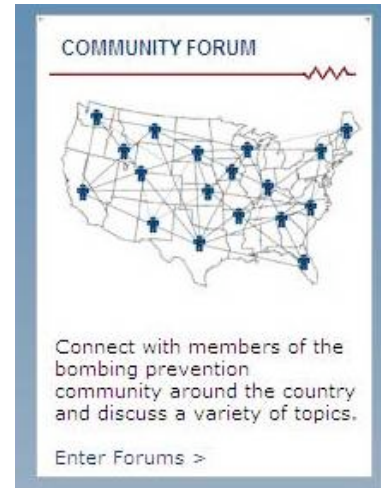 COMMUNITY FORUM
Connect with members of the
bombing prevention
community around the country
and discuss a variety of topics.
Enter Forums >